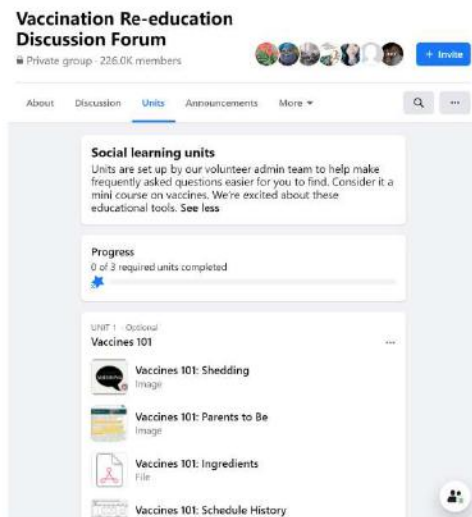 Vaccination Re-education
Discussion Forum
Private group · 226.0K members
+ Invite
About Discussion Units Announcements More
Social learning units
Units are set up by our volunteer admin team to help make
frequently asked questions easier for you to find. Consider it a
mini course on vaccines. We're excited about these
educational tools. See less
Progress
0 of 3 required units completed
UNIT 1 · Optional
Vaccines 101
Vaccines 101: Shedding
Image
Vaccines 101: Parents to Be
Image
Vaccines 101: Ingredients
File
Vaccines 101: Schedule History